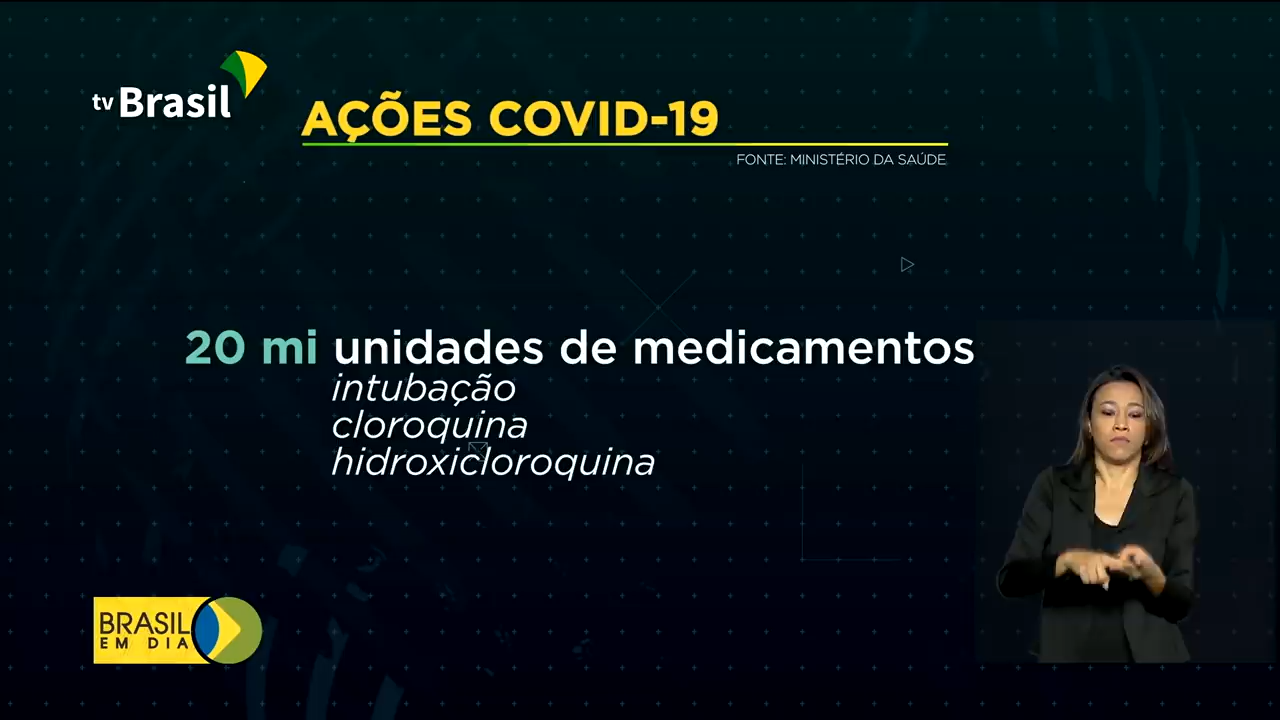 tv Brasil
AÇÕES COVID-19
FONTE: MINISTÉRIO DA SAÚDE
20 mi unidades de medicamentos
intubação
cloroquina
hidroxicloroquina
BRASIL
EM DIA